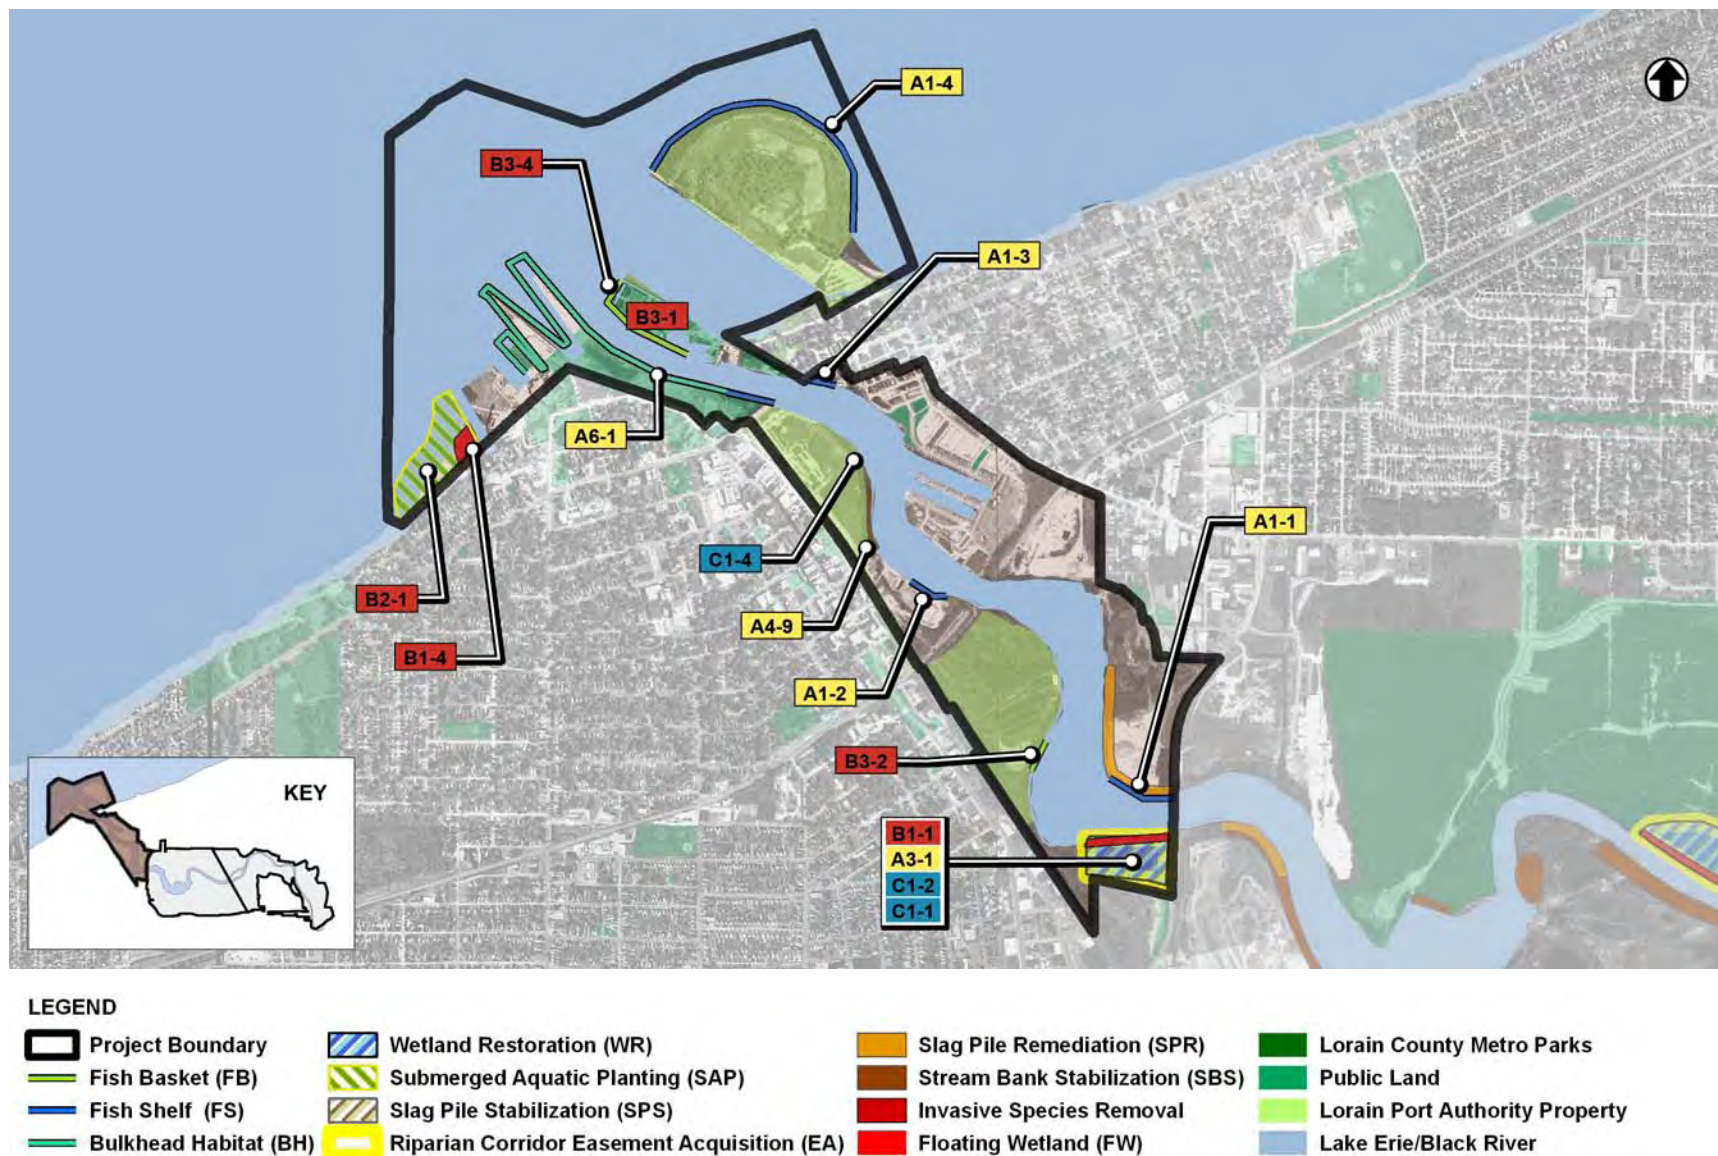 A1-4
B3-4
A1-3
B3-1
A6-1
A1-1
C1-4
B2-1
A4-9
B1-4
A1-2
B3-2
KEY
B1-1
A3-1
C1-2
C1-1
LEGEND
Project Boundary
Fish Basket (FB)
Fish Shelf (FS)
Bulkhead Habitat (BH)
Wetland Restoration (WR)
Submerged Aquatic Planting (SAP)
Slag Pile Stabilization (SPS)
Riparian Corridor Easement Acquisition (EA)
Slag Pile Remediation (SPR)
Stream Bank Stabilization (SBS)
Invasive Species Removal
Floating Wetland (FW)
Lorain County Metro Parks
Public Land
Lorain Port Authority Property
Lake Erie/Black River